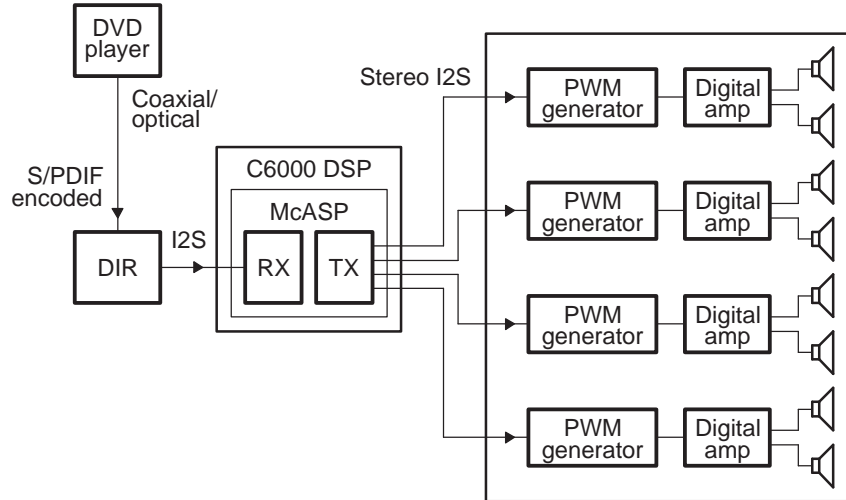 DVD
player
Coaxial/
optical
S/PDIF
encoded
DIR
I2S
C6000 DSP
McASP
RX
TX
Stereo I2S
PWM
generator
Digital
amp
PWM
generator
Digital
amp
PWM
generator
Digital
amp
PWM
generator
Digital
amp